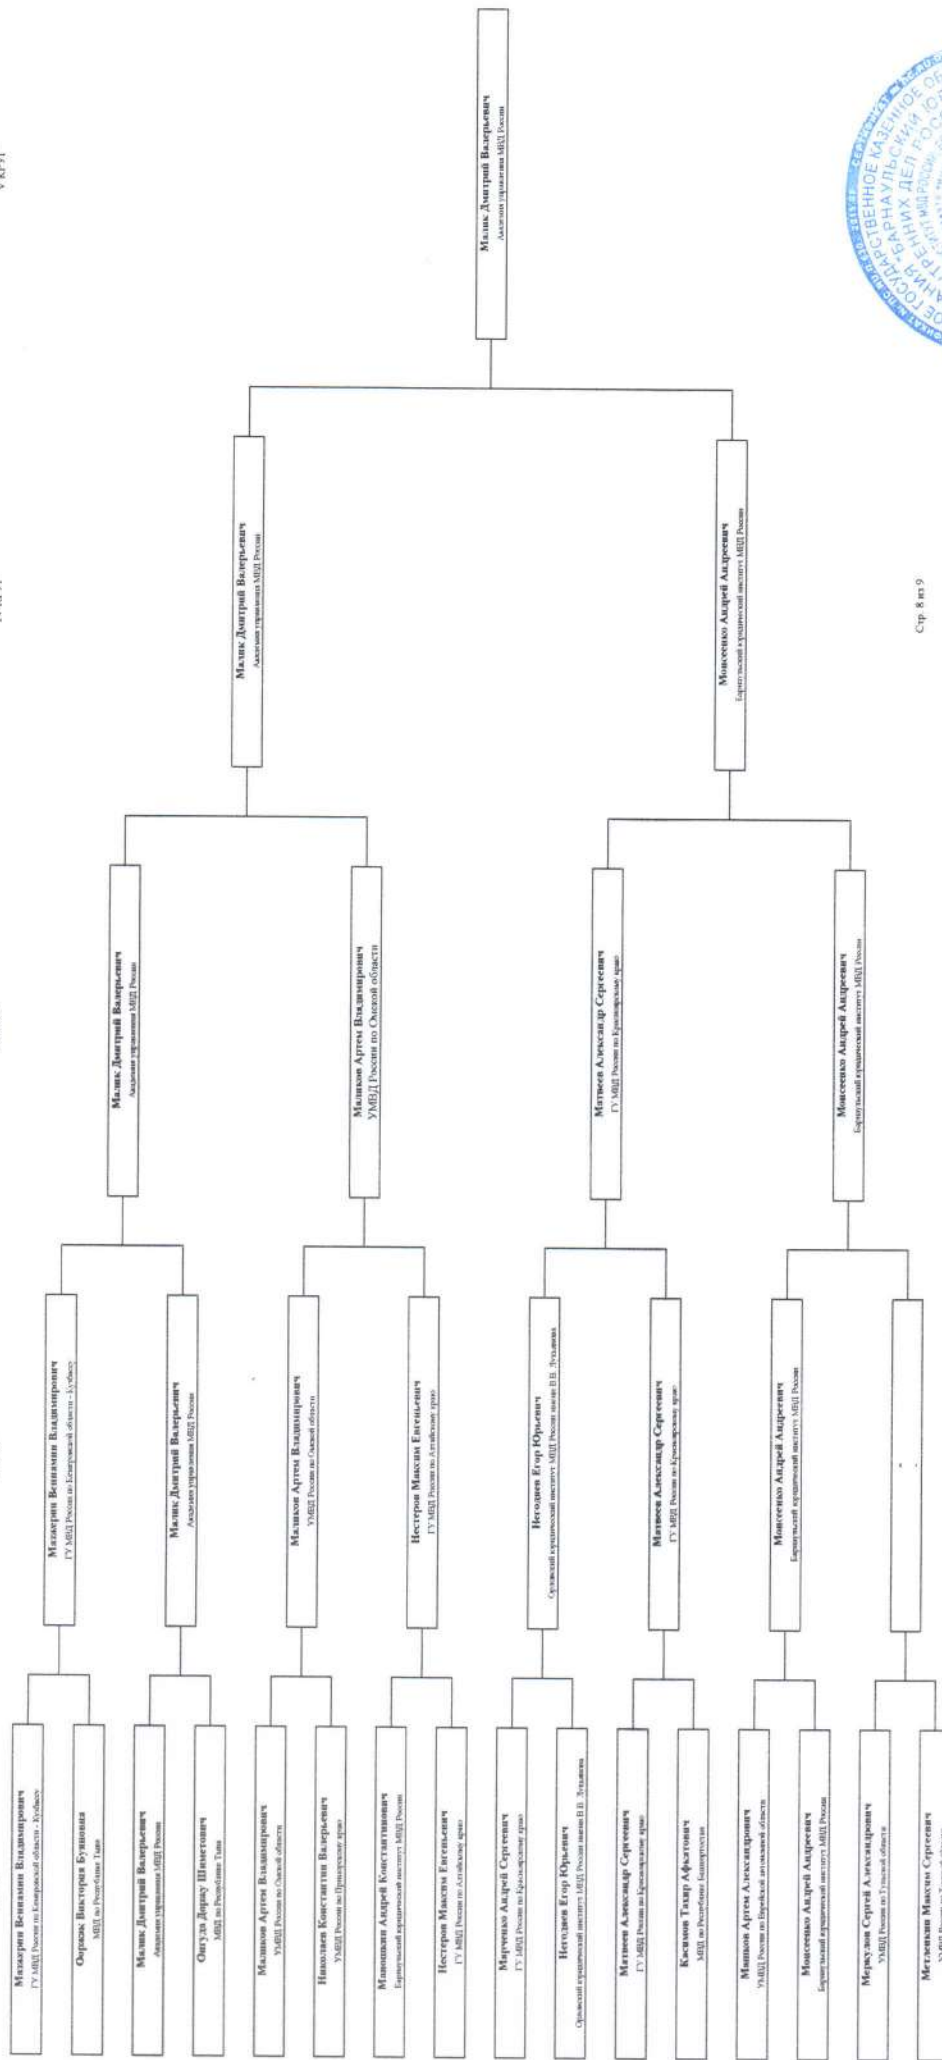 V КРУГ
Мазжерин Вениамин Владимирович
ГУ МВД России по Кемеровской области - Кузбассу
Ооржак Виктория Буяновна
МВД по Республике Тыва
Малик Дмитрий Валерьевич
Академия управления МВД России
Онгуда Доржу Шиметович
МВД по Республике Тыва
Маликов Артем Владимирович
УМВД России по Омской области
Николаев Константин Валерьевич
УМВД России по Приморскому краю
Маношкин Андрей Константинович
Барнаульский юридический институт МВД России
Нестеров Максим Евгеньевич
ГУ МВД России по Алтайскому краю
Марченко Андрей Сергеевич
ГУ МВД России по Красноярскому краю
Негодяев Егор Юрьевич
Орловский юридический институт МВД России имени В.В. Лукьянова
Матвеев Александр Сергеевич
ГУ МВД России по Красноярскому краю
Касимов Тахир Афкатович
МВД по Республике Башкортостан
Мишков Артем Александрович
УМВД России по Еврейской автономной области
Моисеенко Андрей Андреевич
Барнаульский юридический институт МВД России
Меркулов Сергей Александрович
УМВД России по Тульской области
Метленкин Максим Сергеевич
Мазжерин Вениамин Владимирович
ГУ МВД России по Кемеровской области - Кузбассу
Малик Дмитрий Валерьевич
Академия управления МВД России
Маликов Артем Владимирович
УМВД России по Омской области
Нестеров Максим Евгеньевич
ГУ МВД России по Алтайскому краю
Негодяев Егор Юрьевич
Орловский юридический институт МВД России имени В.В. Лукьянова
Матвеев Александр Сергеевич
ГУ МВД России по Красноярскому краю
Моисеенко Андрей Андреевич
Барнаульский юридический институт МВД России
Малик Дмитрий Валерьевич
Академия управления МВД России
Маликов Артем Владимирович
УМВД России по Омской области
Матвеев Александр Сергеевич
ГУ МВД России по Красноярскому краю
Моисеенко Андрей Андреевич
Барнаульский юридический институт МВД России
Малик Дмитрий Валерьевич
Академия управления МВД России
Моисеенко Андрей Андреевич
Барнаульский юридический институт МВД России
Малик Дмитрий Валерьевич
Академия управления МВД России
Стр. 8 из 9